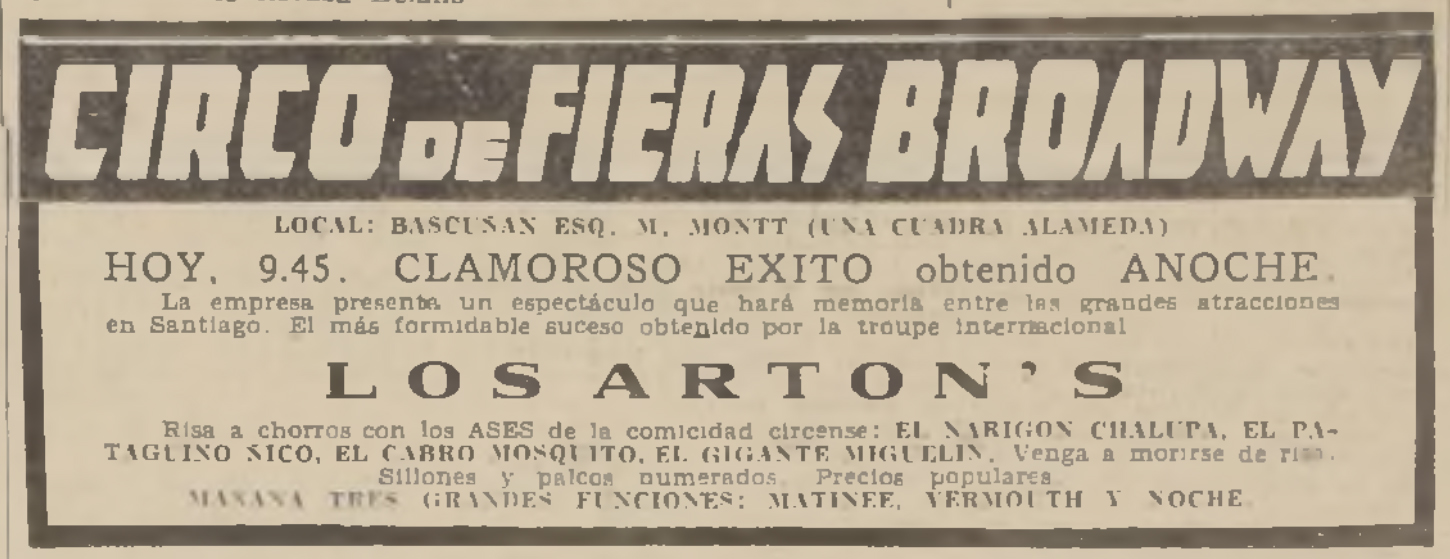 CIRCO DE FIERAS BROADWAY
LOCAL: BASCUÑAN ESQ. M. MONTT (UNA CUADRA ALAMEDA)
HOY, 9.45. CLAMOROSO EXITO obtenido ANOCHE.
La empresa presenta un espectáculo que hará memoria entre las grandes atracciones
en Santiago. El más formidable suceso obtenido por la troupe internacional
LOS ARTON'S
Risa a chorros con los ASES de la comicidad circense: EL NARIGON CHALUPA, EL PA-
TAGUINO ÑICO, EL CABRO MOSQUITO, EL GIGANTE MIGUELIN. Venga a morirse de risa.
Sillones y palcos numerados. Precios populares
MAÑANA TRES GRANDES FUNCIONES: MATINEE, VERMOUTH Y NOCHE.